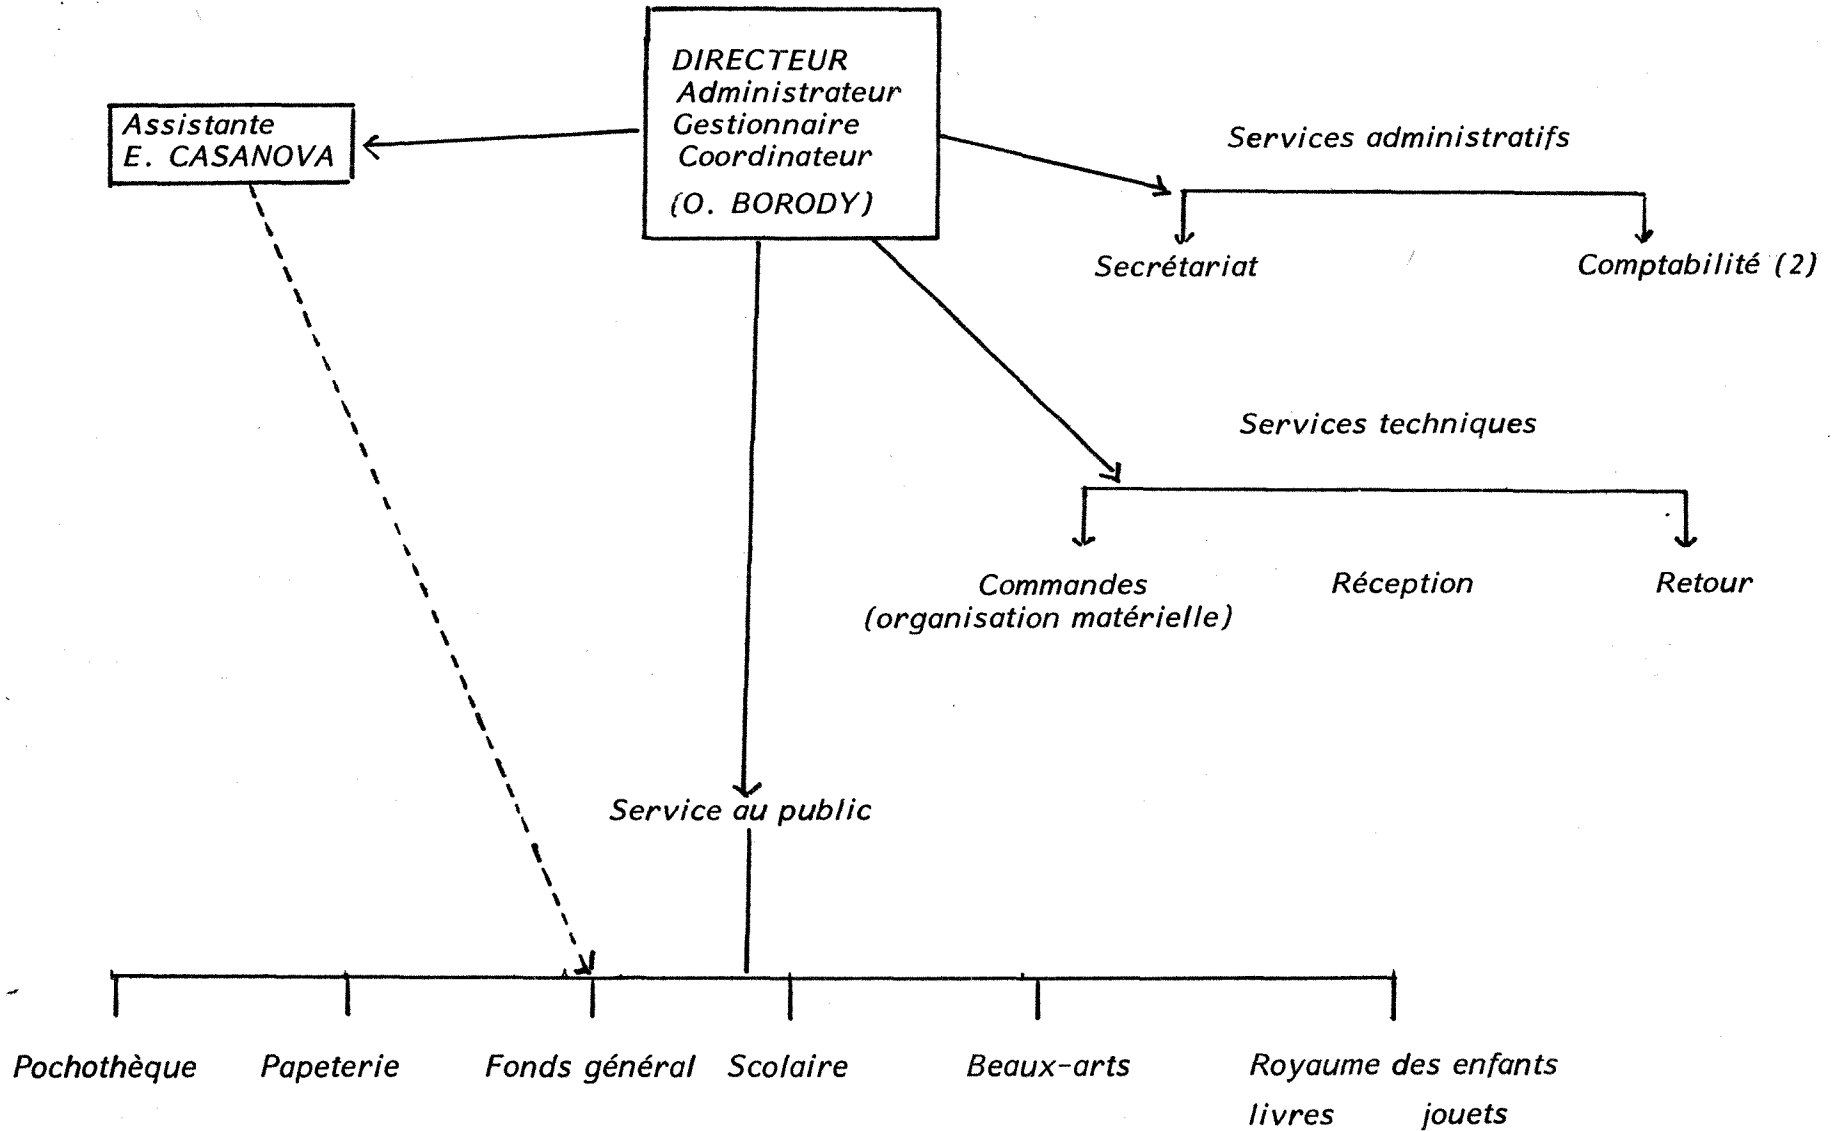 DIRECTEUR
Administrateur
Gestionnaire
Coordinateur
(O. BORODY)
Assistante
E. CASANOVA
Services administratifs
Secrétariat
Comptabilité (2)
Services techniques
Commandes
(organisation matérielle)
Réception
Retour
Service au public
Pochothèque
Papeterie
Fonds général
Scolaire
Beaux-arts
Royaume des enfants
livres jouets